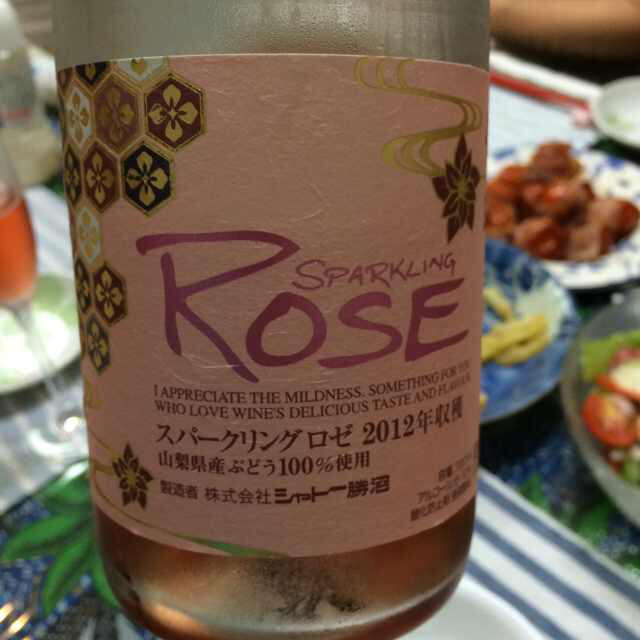 SPARKLING
ROSE
I APPRECIATE THE MILDNESS. SOMETHING FOR YOU
WHO LOVE WINE'S DELICIOUS TASTE AND FLAVOUR
スパークリング ロゼ 2012年収穫
山梨県産ぶどう100%使用
製造者 株式会社 シャトー勝沼